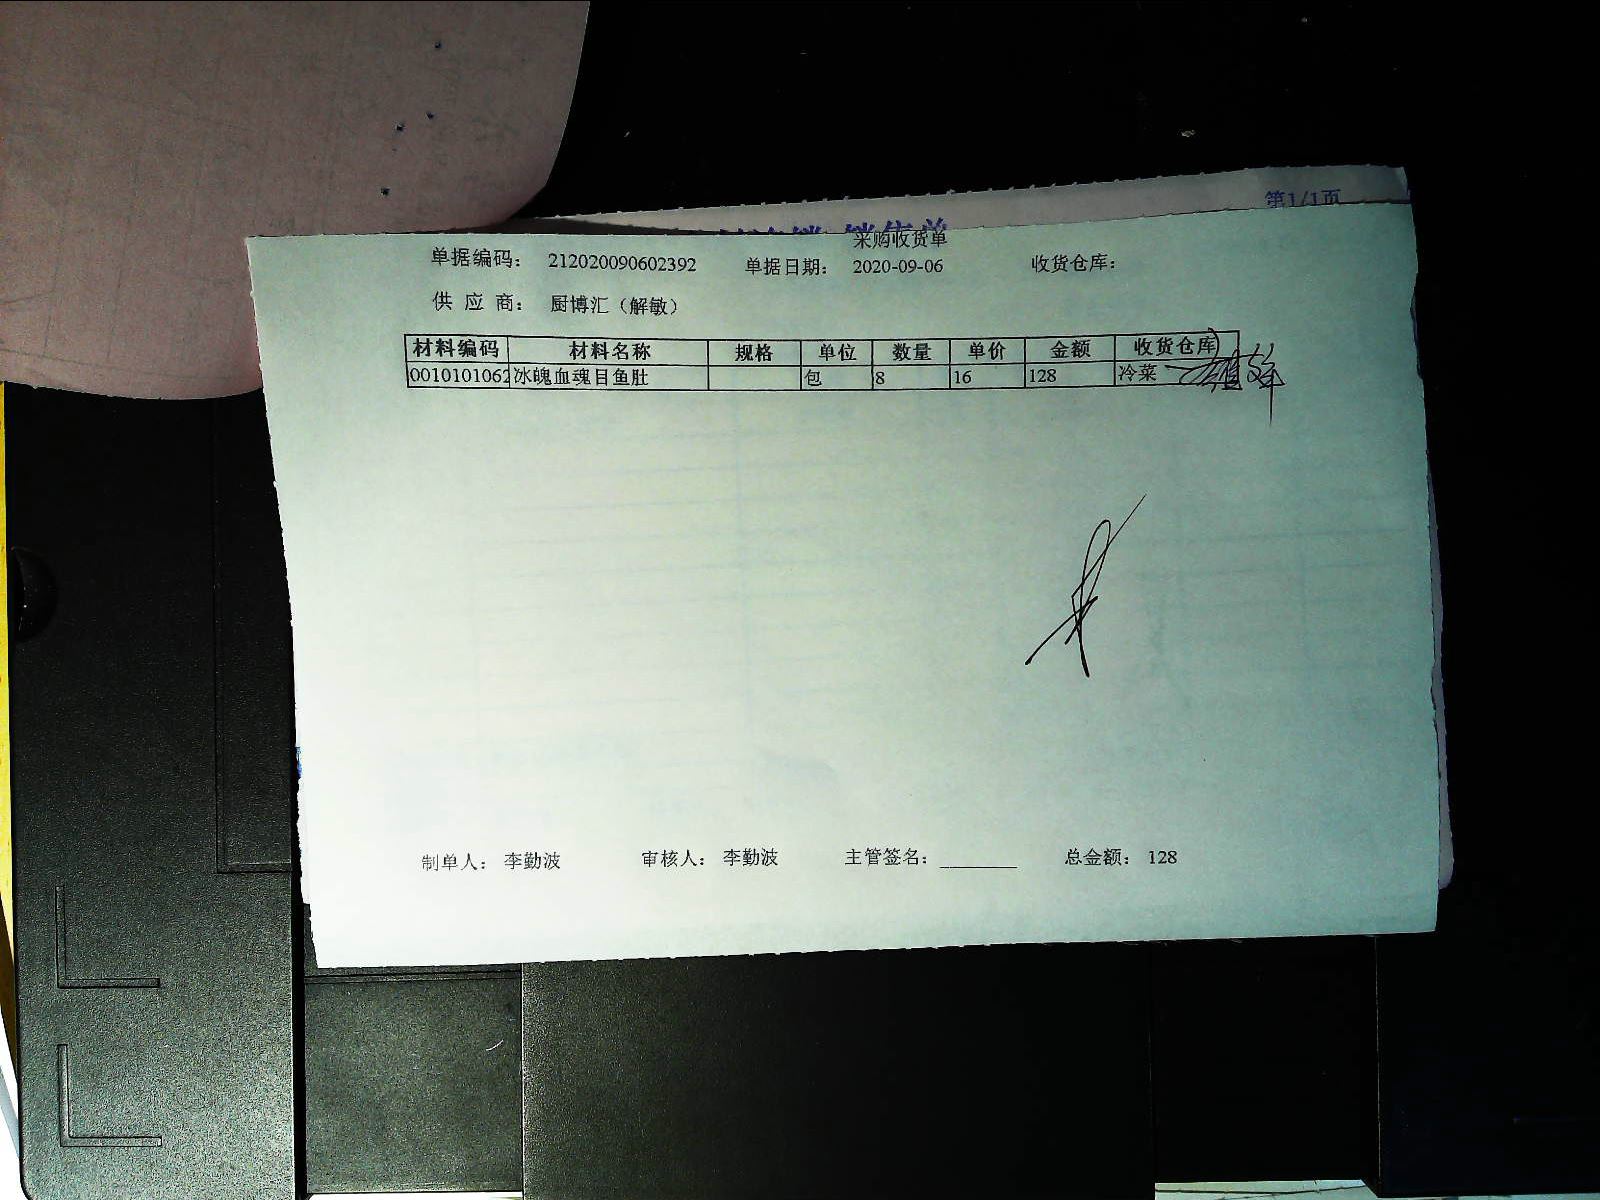 第1/1页
采购收货单
单据编码： 212020090602392 单据日期： 2020-09-06 收货仓库：
供 应 商： 厨博汇（解敏）
材料编码 材料名称 规格 单位 数量 单价 金额 收货仓库
0010101062 冰魄血魂目鱼肚 包 8 16 128 冷菜
制单人： 李勤波 审核人： 李勤波 主管签名： ________ 总金额： 128